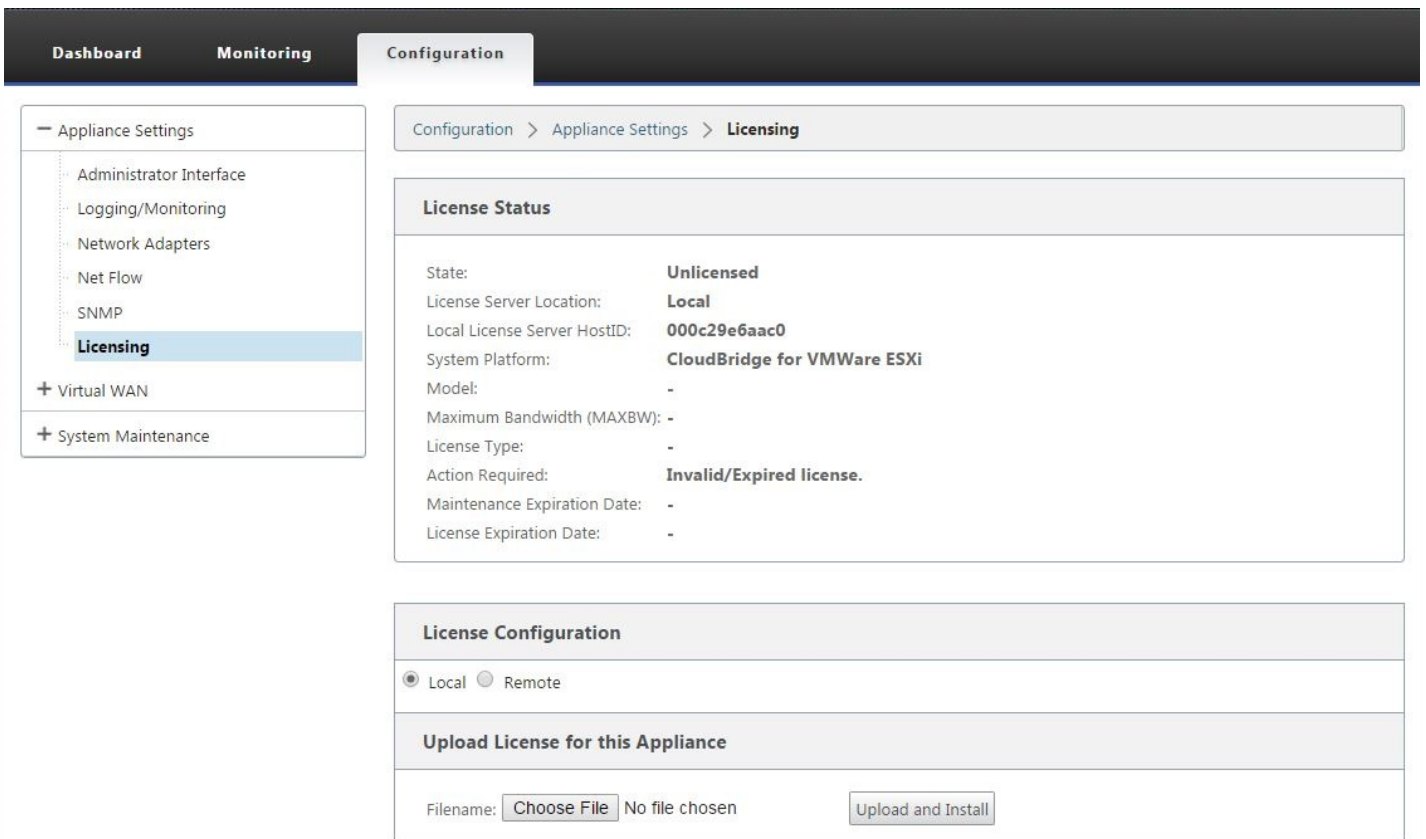 Dashboard Monitoring Configuration
Appliance Settings
Administrator Interface
Logging/Monitoring
Network Adapters
Net Flow
SNMP
Licensing
Virtual WAN
System Maintenance
Configuration > Appliance Settings > Licensing
License Status
State: Unlicensed
License Server Location: Local
Local License Server HostID: 000c29e6aac0
System Platform: CloudBridge for VMWare ESXi
Model: -
Maximum Bandwidth (MAXBW): -
License Type: -
Action Required: Invalid/Expired license.
Maintenance Expiration Date: -
License Expiration Date: -
License Configuration
Local Remote
Upload License for this Appliance
Filename: Choose File No file chosen Upload and Install